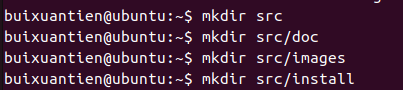 buixuantien@ubuntu:~$ mkdir src
buixuantien@ubuntu:~$ mkdir src/doc
buixuantien@ubuntu:~$ mkdir src/images
buixuantien@ubuntu:~$ mkdir src/install